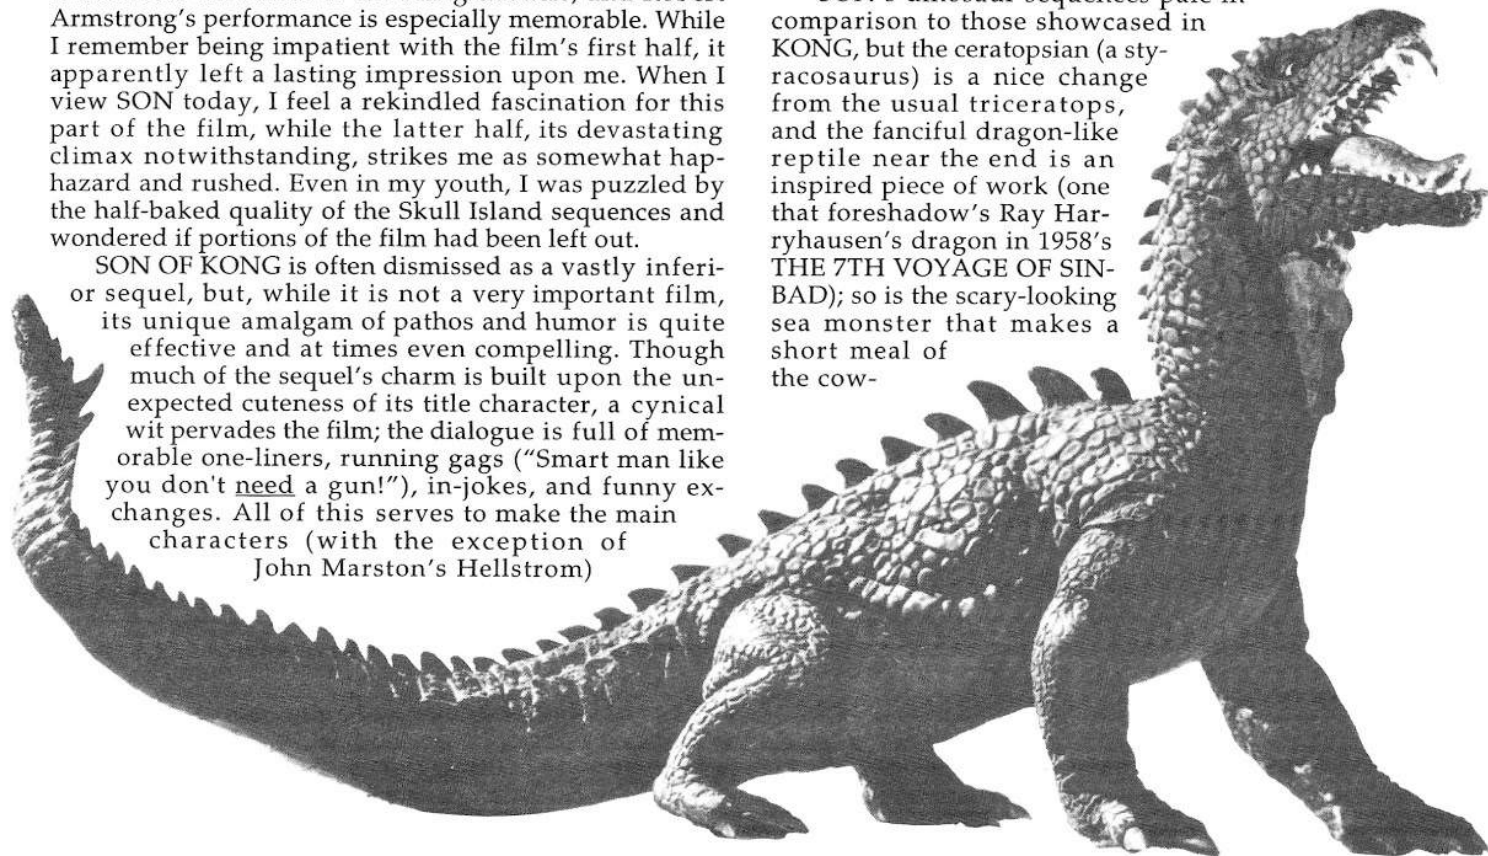 and Robert
Armstrong's performance is especially memorable. While
I remember being impatient with the film's first half, it
apparently left a lasting impression upon me. When I
view SON today, I feel a rekindled fascination for this
part of the film, while the latter half, its devastating
climax notwithstanding, strikes me as somewhat hap-
hazard and rushed. Even in my youth, I was puzzled by
the half-baked quality of the Skull Island sequences and
wondered if portions of the film had been left out.
SON OF KONG is often dismissed as a vastly inferi-
or sequel, but, while it is not a very important film,
its unique amalgam of pathos and humor is quite
effective and at times even compelling. Though
much of the sequel's charm is built upon the un-
expected cuteness of its title character, a cynical
wit pervades the film; the dialogue is full of mem-
orable one-liners, running gags ("Smart man like
you don't need a gun!"), in-jokes, and funny ex-
changes. All of this serves to make the main
characters (with the exception of
John Marston's Hellstrom)
dinosaur sequences pale in
comparison to those showcased in
KONG, but the ceratopsian (a sty-
racosaurus) is a nice change
from the usual triceratops,
and the fanciful dragon-like
reptile near the end is an
inspired piece of work (one
that foreshadow's Ray Har-
ryhausen's dragon in 1958's
THE 7TH VOYAGE OF SIN-
BAD); so is the scary-looking
sea monster that makes a
short meal of
the cow-